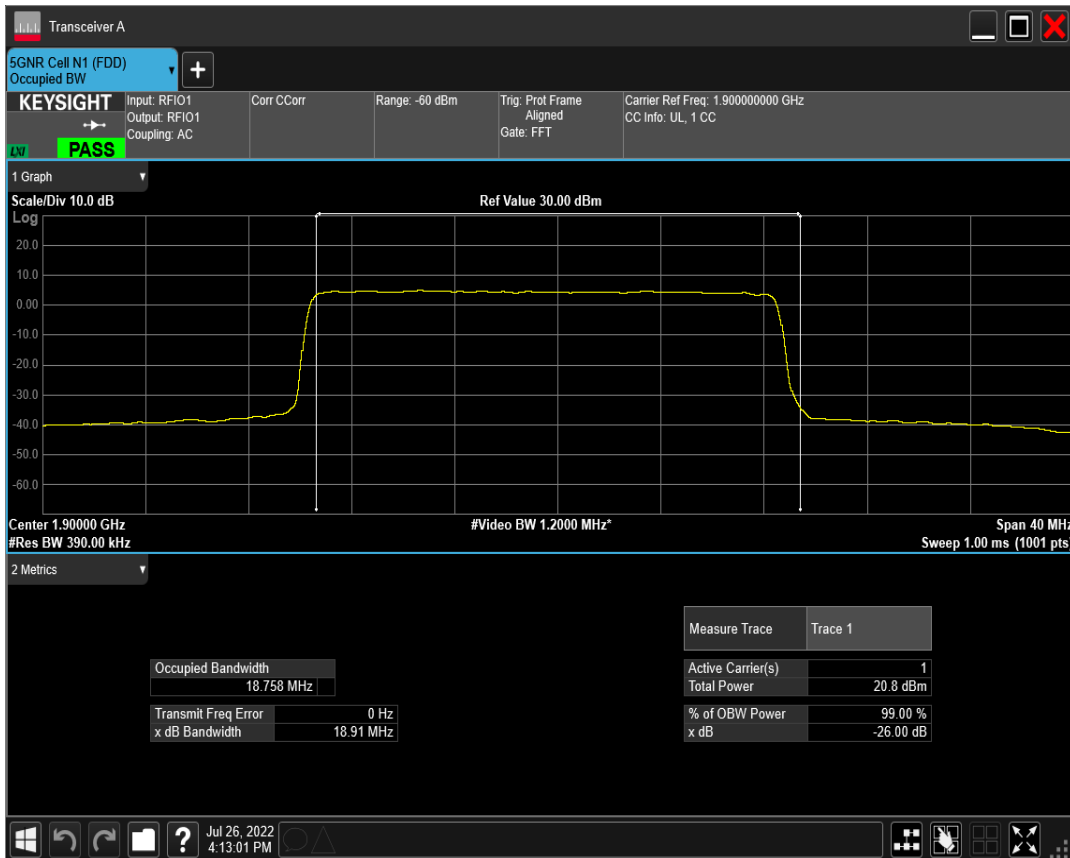 Transceiver A
5GNR Cell N1 (FDD)
Occupied BW
+
KEYSIGHT
LXI
PASS
Input: RFIO1
Output: RFIO1
Coupling: AC
Corr CCorr
Range: -60 dBm
Trig: Prot Frame
Aligned
Gate: FFT
Carrier Ref Freq: 1.900000000 GHz
CC Info: UL, 1 CC
1 Graph
Scale/Div 10.0 dB
Ref Value 30.00 dBm
Log
20.0
10.0
0.00
-10.0
-20.0
-30.0
-40.0
-50.0
-60.0
Center 1.90000 GHz
#Video BW 1.2000 MHz*
Span 40 MHz
#Res BW 390.00 kHz
Sweep 1.00 ms (1001 pts)
2 Metrics
Measure Trace Trace 1
Occupied Bandwidth
18.758 MHz
Active Carrier(s) 1
Total Power 20.8 dBm
Transmit Freq Error 0 Hz
x dB Bandwidth 18.91 MHz
% of OBW Power 99.00 %
x dB -26.00 dB
?
Jul 26, 2022
4:13:01 PM